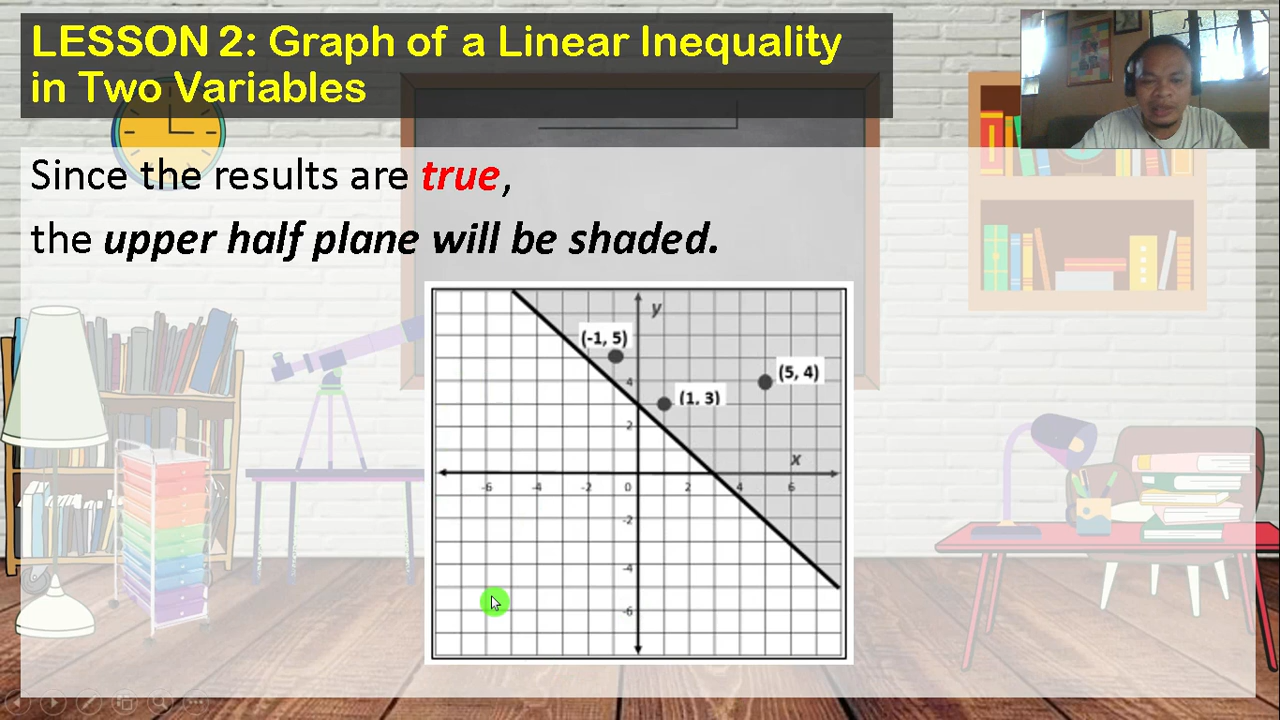 LESSON 2: Graph of a Linear Inequality
in Two Variables
Since the results are true,
the upper half plane will be shaded.
y
(-1, 5)
(5, 4)
4
(1, 3)
2
x
-6 -4 -2 0 2 4 6
-2
-4
-6